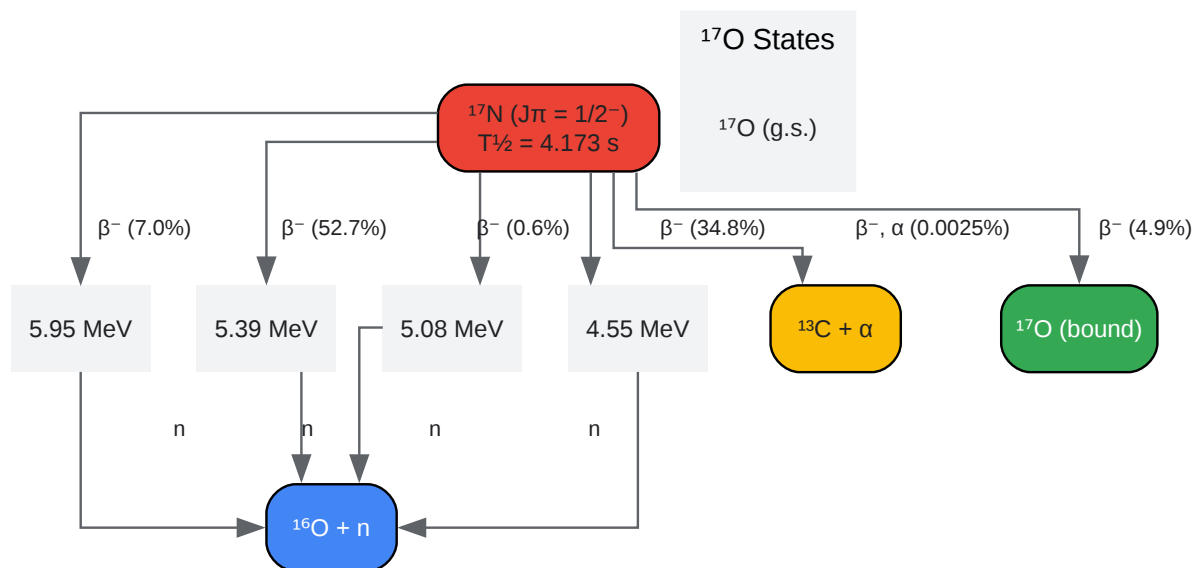 ¹⁷O States
¹⁷N (Jπ = 1/2⁻)
T½ = 4.173 s
¹⁷O (g.s.)
β⁻ (7.0%)
β⁻ (52.7%)
β⁻ (0.6%)
β⁻ (34.8%)
β⁻, α (0.0025%)
β⁻ (4.9%)
5.95 MeV
5.39 MeV
5.08 MeV
4.55 MeV
¹³C + α
¹⁷O (bound)
n
n
n
n
¹⁶O + n